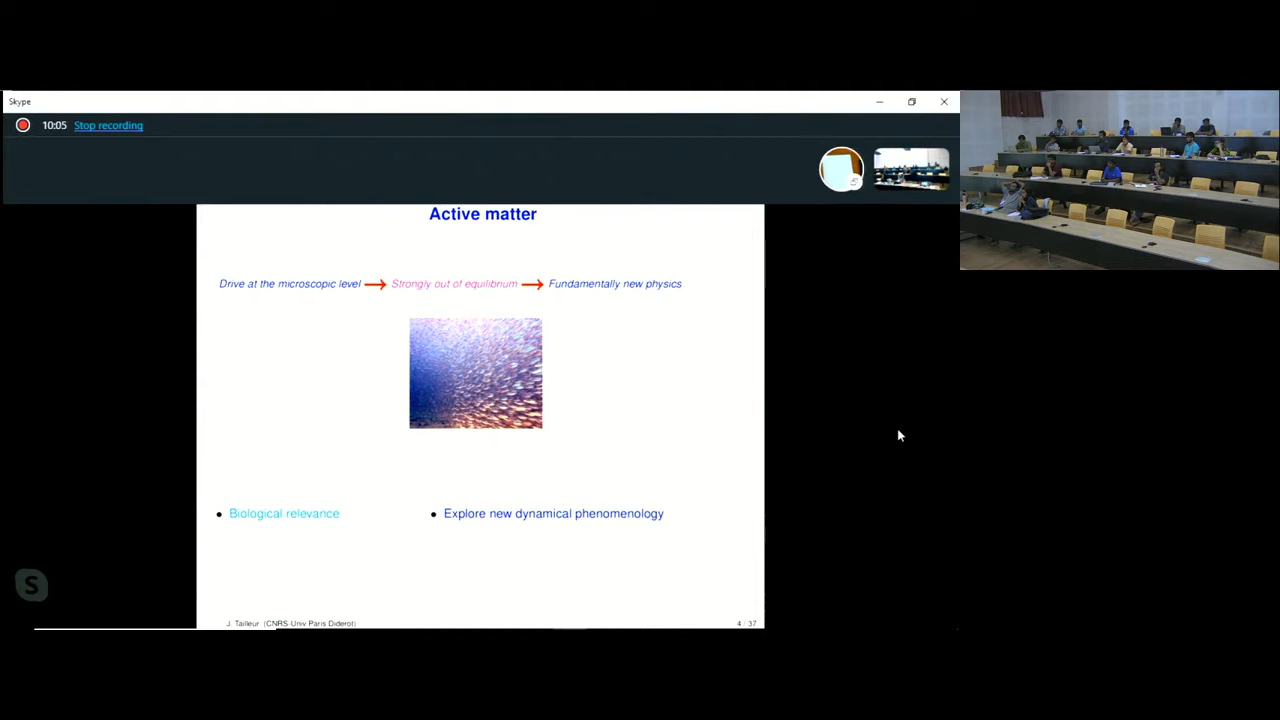 Skype
10:05 Stop recording
Active matter
Drive at the microscopic level → Strongly out of equilibrium → Fundamentally new physics
• Biological relevance
• Explore new dynamical phenomenology
S
J. Tailleur (CNRS-Univ Paris Diderot)
4 / 37